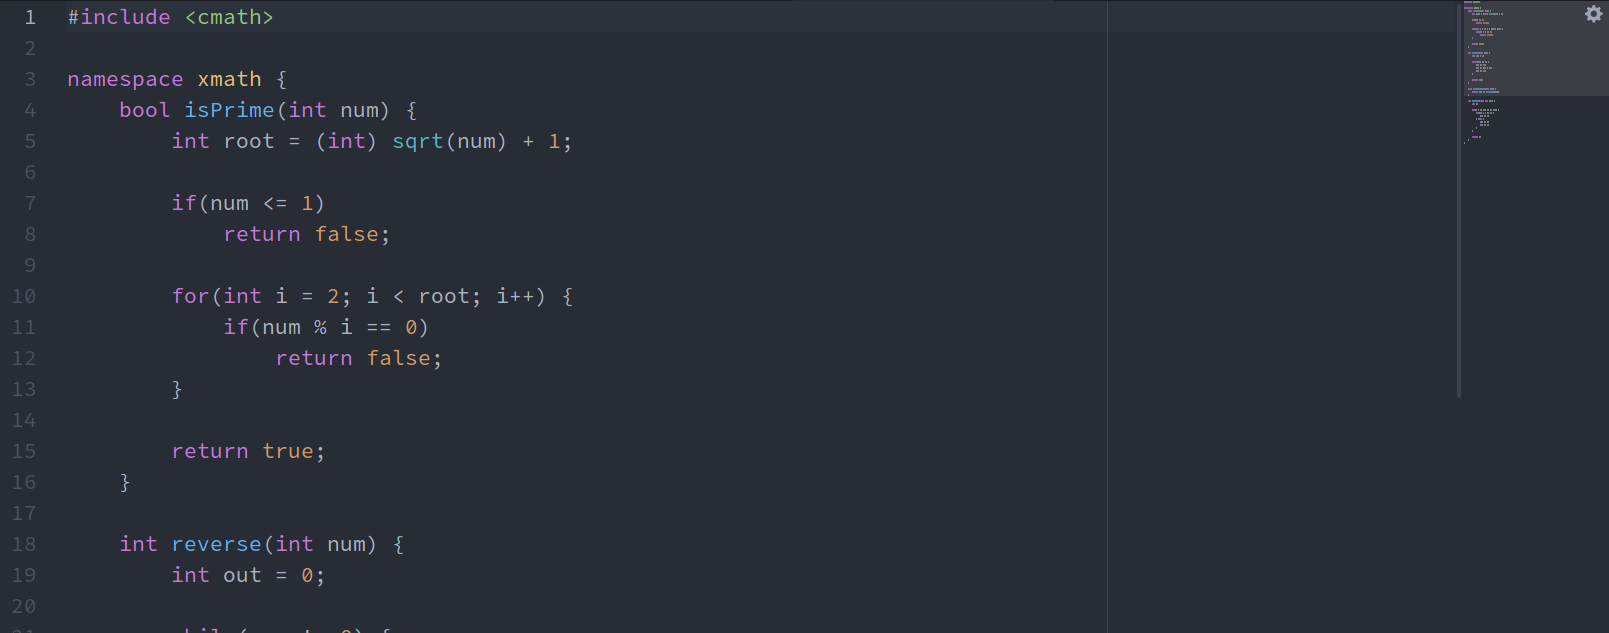 1 #include <cmath>
2
3 namespace xmath {
4 bool isPrime(int num) {
5 int root = (int) sqrt(num) + 1;
6
7 if(num <= 1)
8 return false;
9
10 for(int i = 2; i < root; i++) {
11 if(num % i == 0)
12 return false;
13 }
14
15 return true;
16 }
17
18 int reverse(int num) {
19 int out = 0;
20